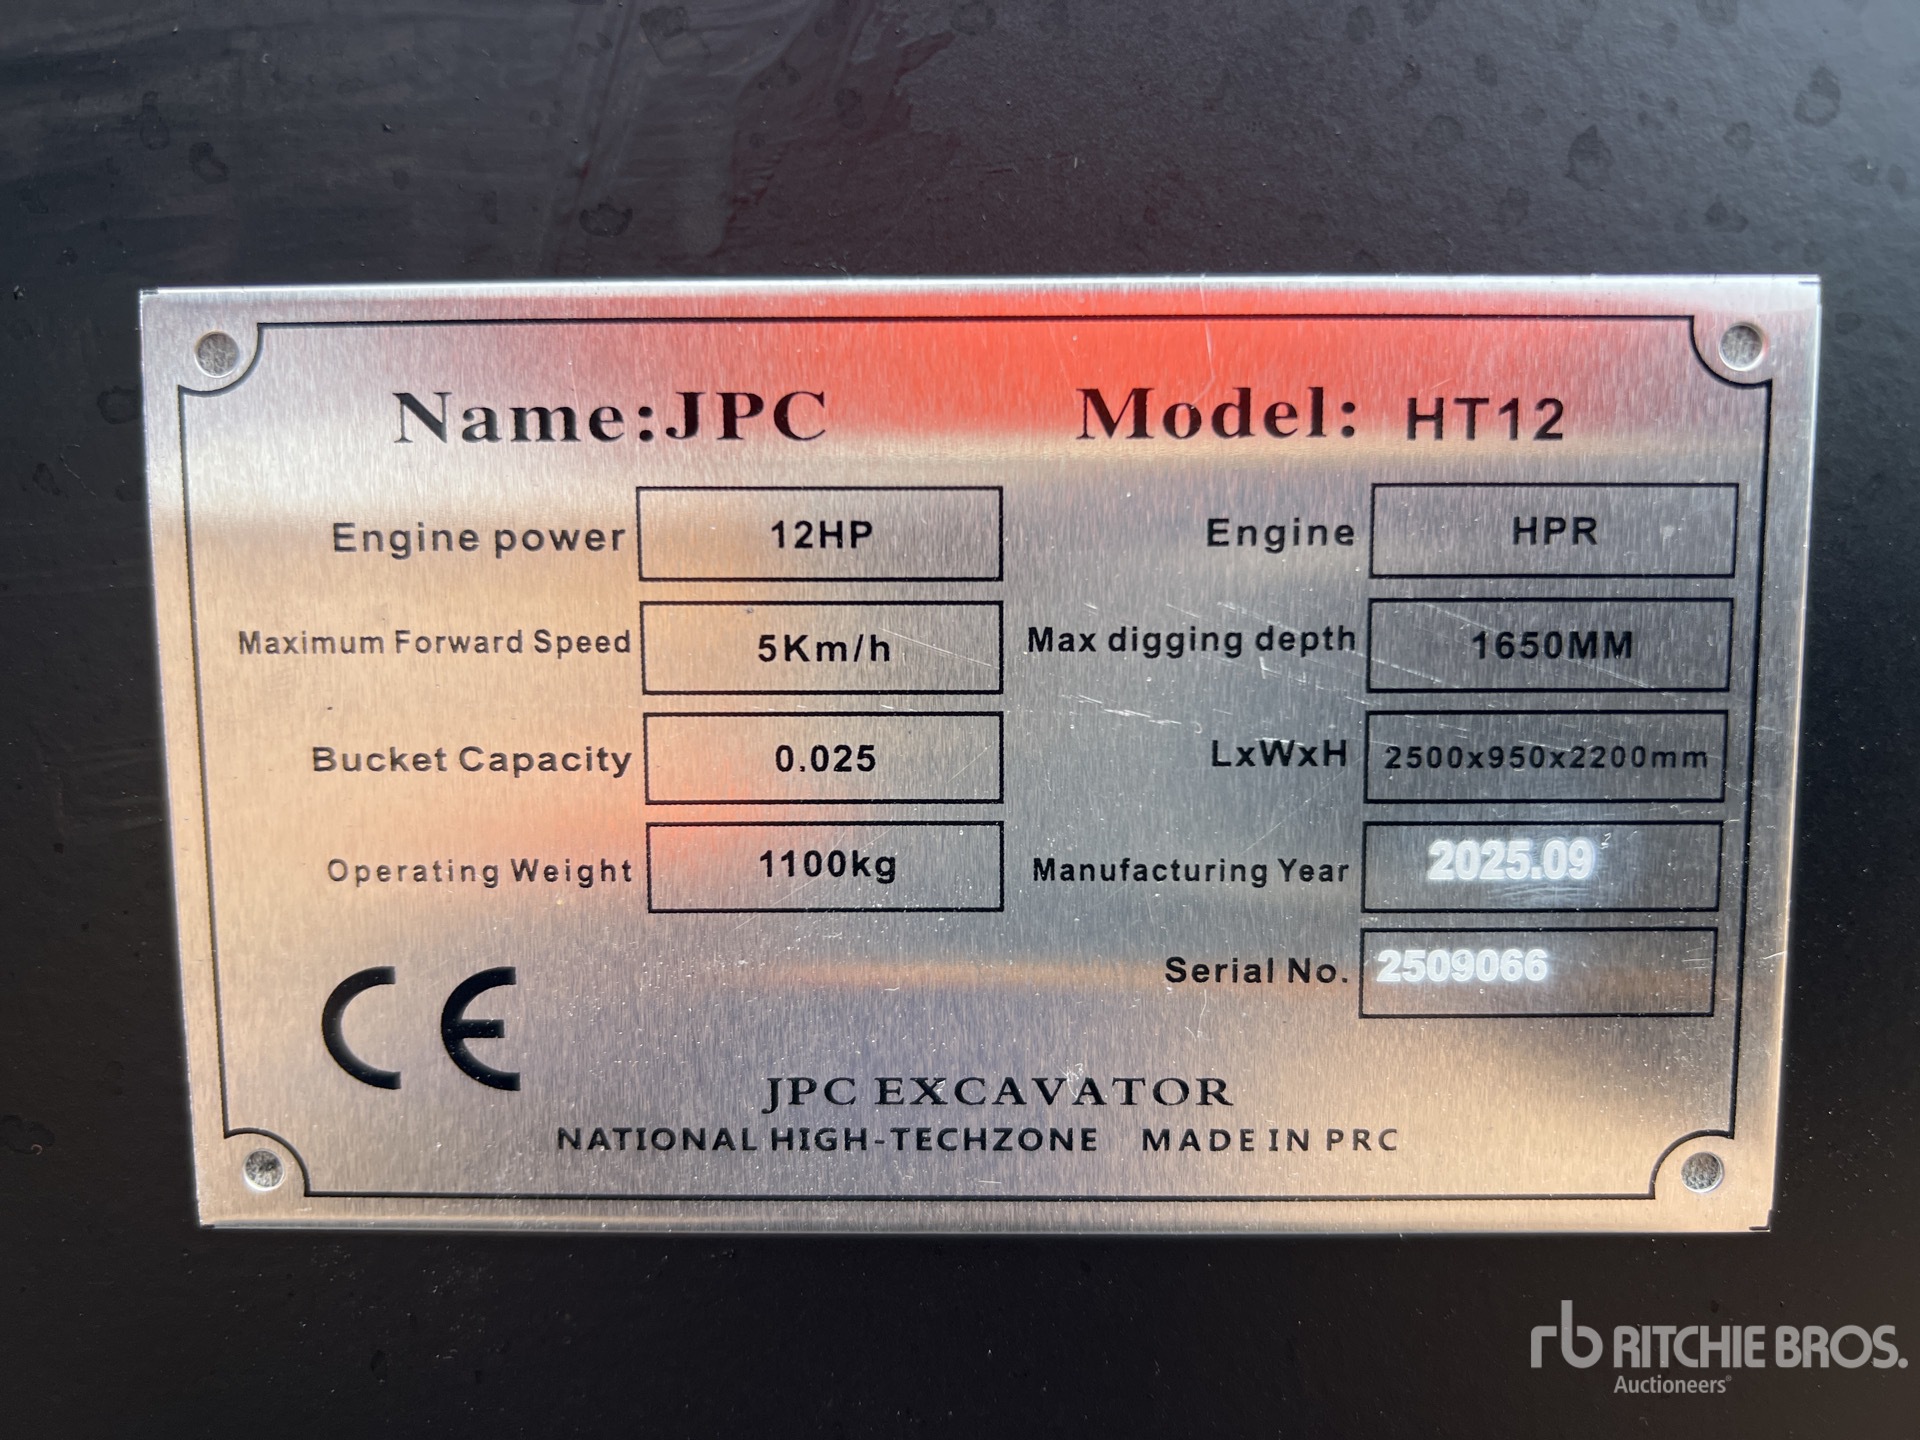 Name:JPC Model: HT12
Engine power 12HP Engine HPR
Maximum Forward Speed 5Km/h Max digging depth 1650MM
Bucket Capacity 0.025 LxWxH 2500x950x2200mm
Operating Weight 1100kg Manufacturing Year 2025.09
Serial No. 2509066
CE
JPC EXCAVATOR
NATIONAL HIGH-TECHZONE MADE IN PRC
rb RITCHIE BROS.
Auctioneers®